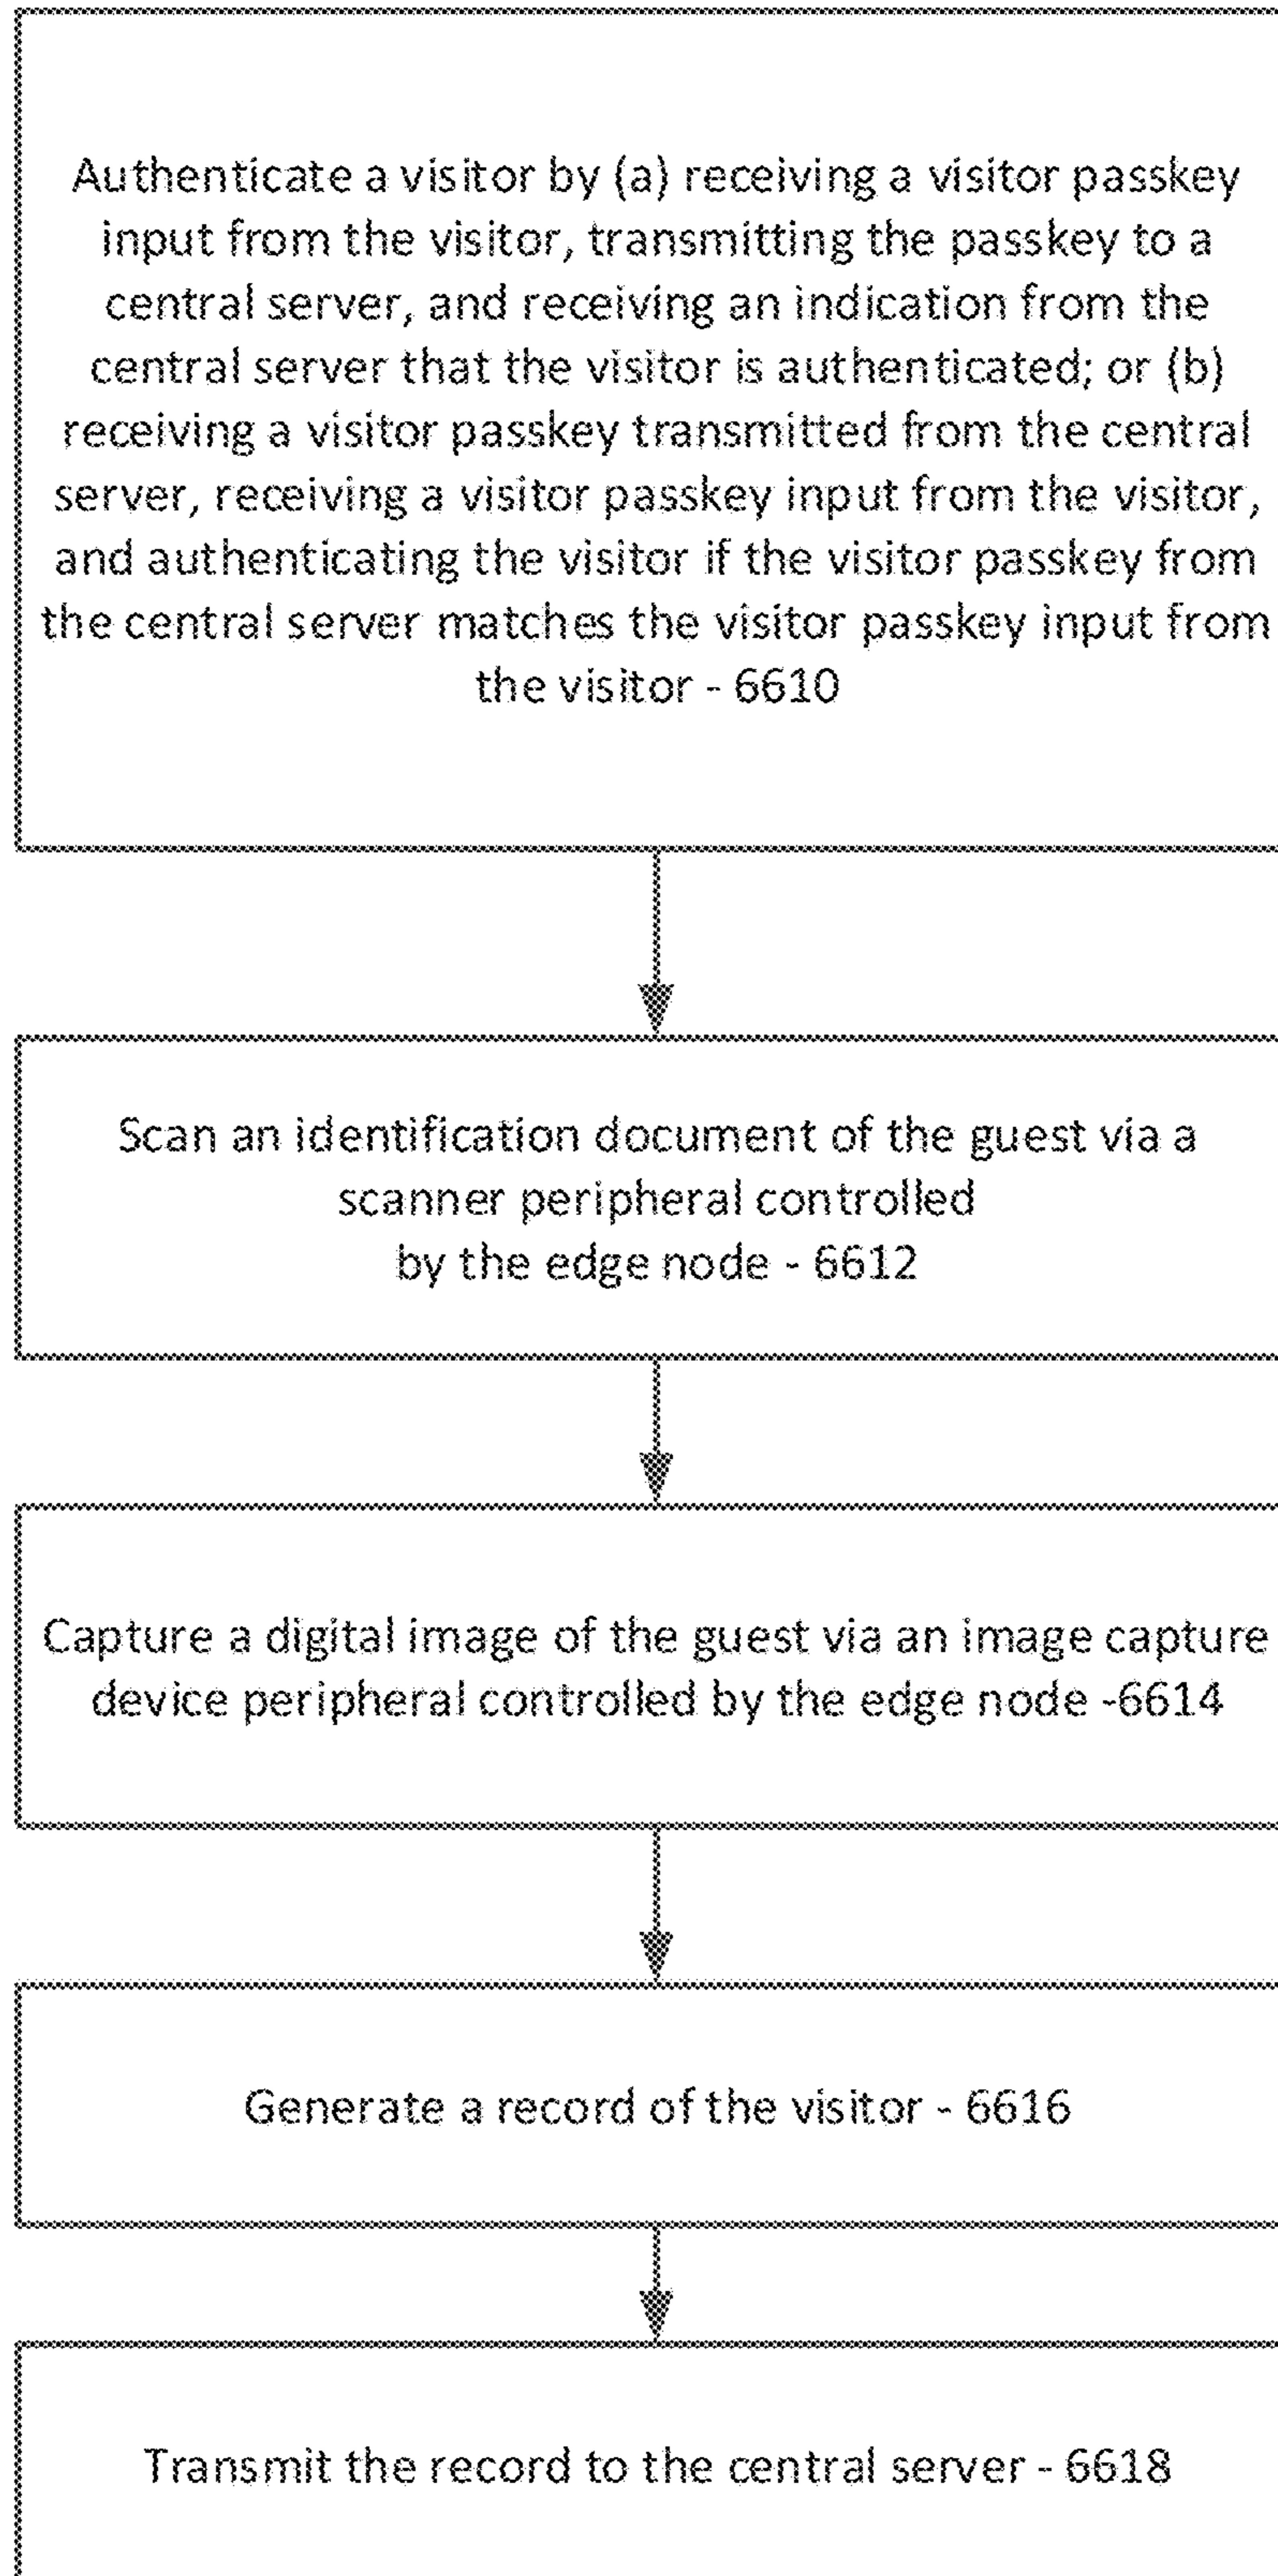 Authenticate a visitor by (a) receiving a visitor passkey
input from the visitor, transmitting the passkey to a
central server, and receiving an indication from the
central server that the visitor is authenticated; or (b)
receiving a visitor passkey transmitted from the central
server, receiving a visitor passkey input from the visitor,
and authenticating the visitor if the visitor passkey from
the central server matches the visitor passkey input from
the visitor - 6610
Scan an identification document of the guest via a
scanner peripheral controlled
by the edge node - 6612
Capture a digital image of the guest via an image capture
device peripheral controlled by the edge node -6614
Generate a record of the visitor - 6616
Transmit the record to the central server - 6618